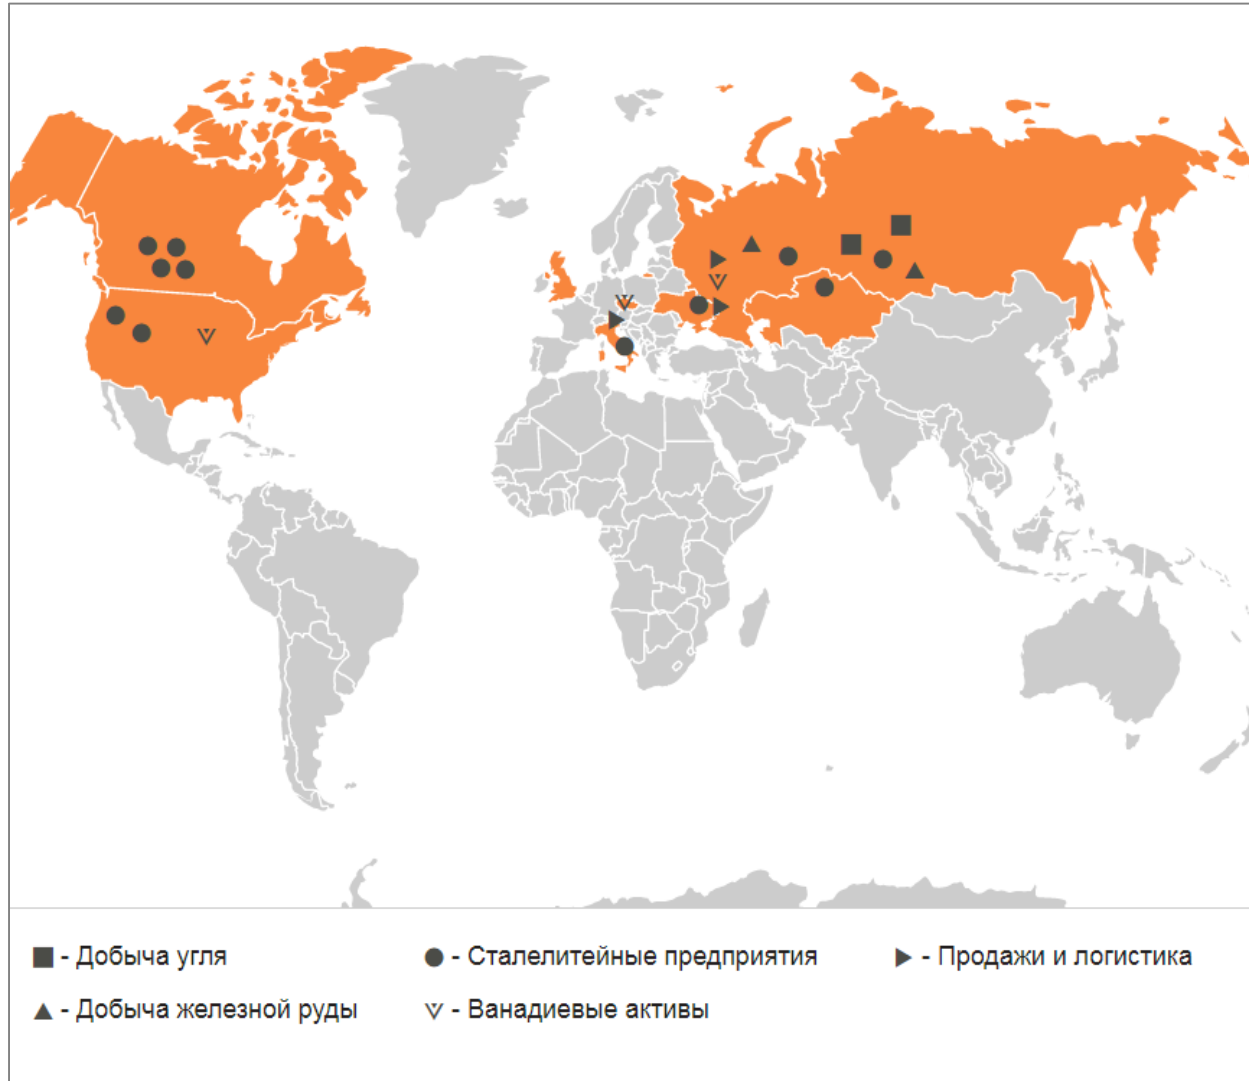 - Добыча угля - Сталелитейные предприятия - Продажи и логистика
- Добыча железной руды - Ванадиевые активы